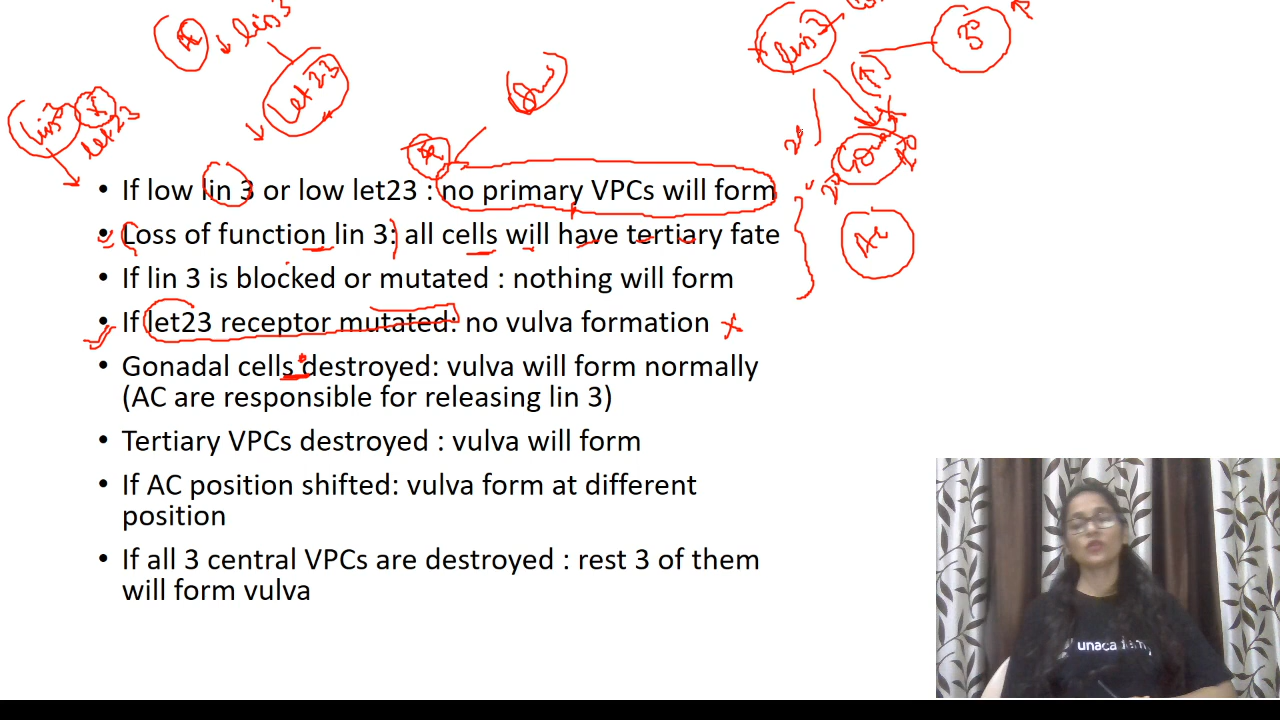 lin3
let23
lin3
let23
lin3
• If low lin 3 or low let23 : no primary VPCs will form
• Loss of function lin 3: all cells will have tertiary fate
• If lin 3 is blocked or mutated : nothing will form
• If let23 receptor mutated: no vulva formation
• Gonadal cells destroyed: vulva will form normally
(AC are responsible for releasing lin 3)
• Tertiary VPCs destroyed : vulva will form
• If AC position shifted: vulva form at different
position
• If all 3 central VPCs are destroyed : rest 3 of them
will form vulva
AC